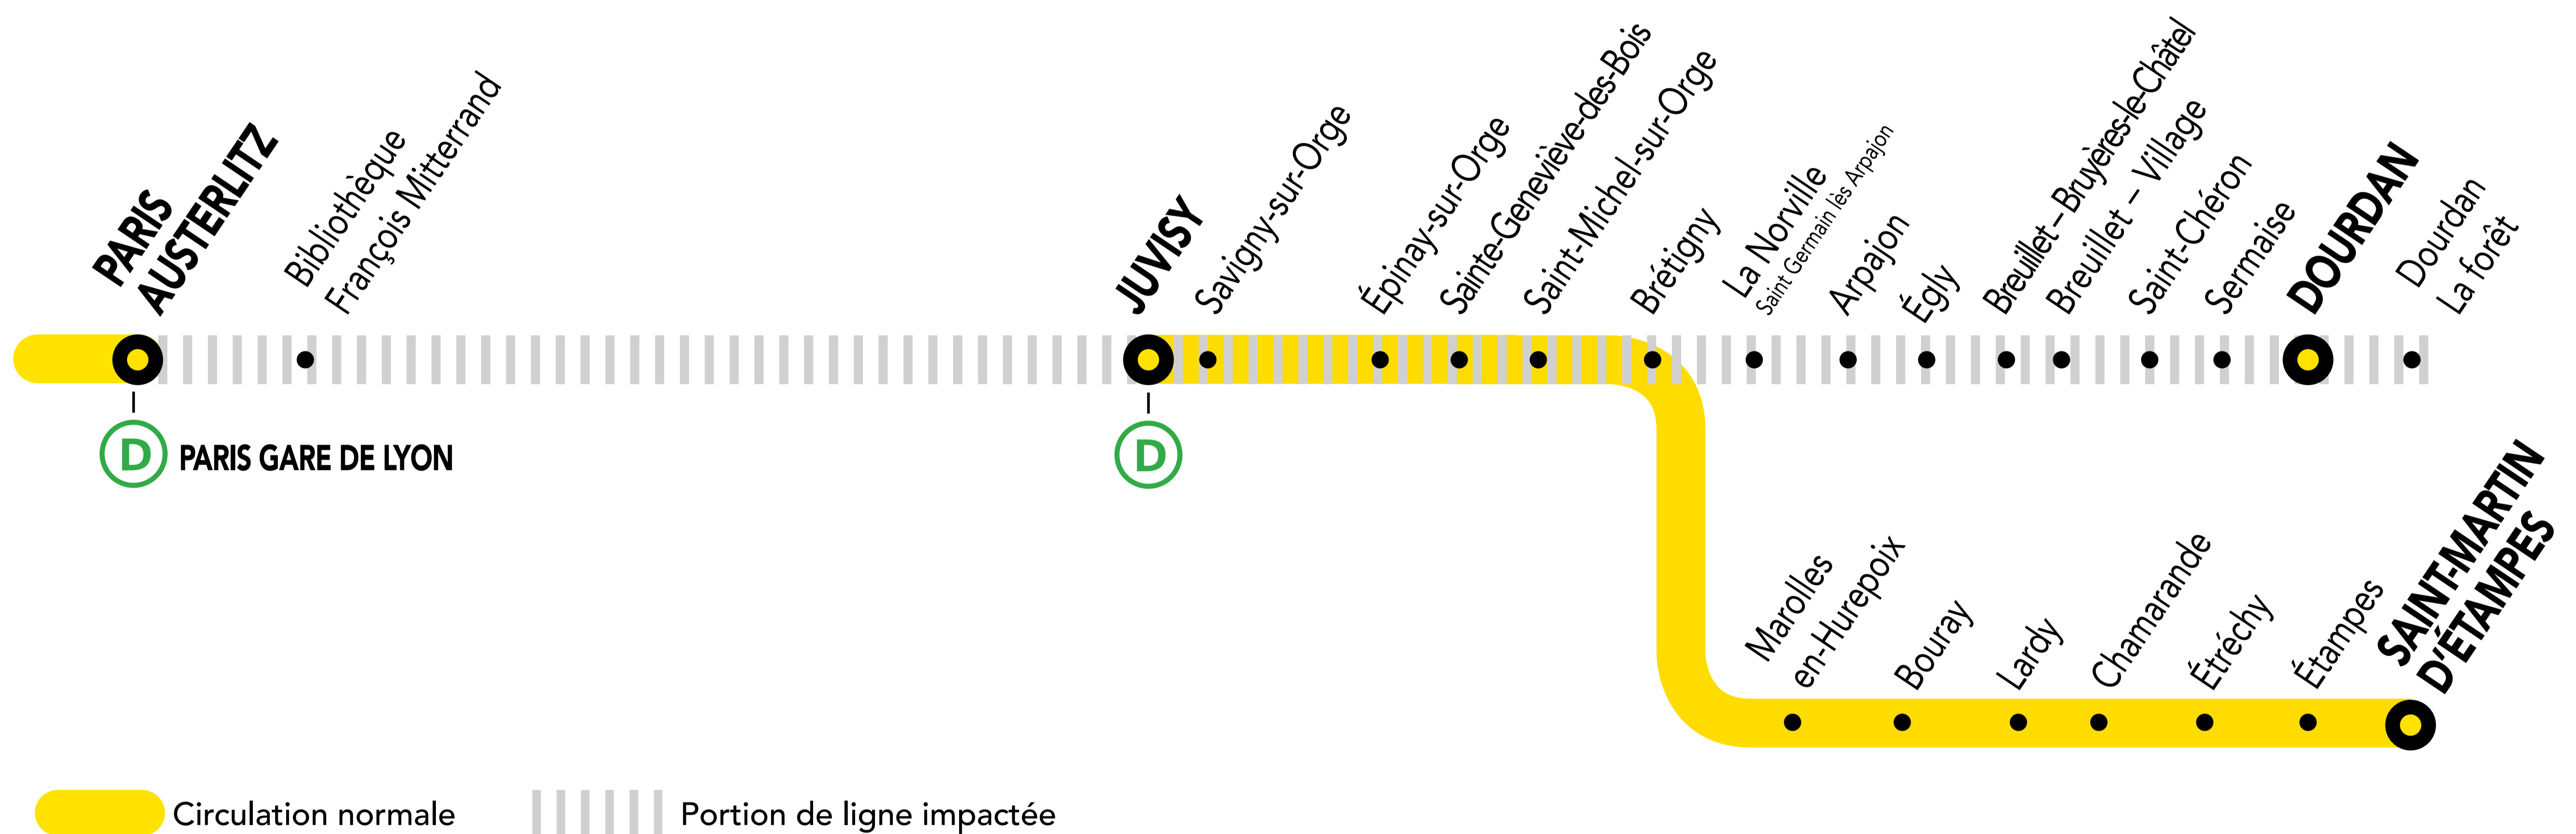 PARIS
AUSTERLITZ
Bibliothèque
François Mitterrand
JUVISY
Savigny-sur-Orge
Épinay-sur-Orge
Sainte-Geneviève-des-Bois
Saint-Michel-sur-Orge
Brétigny
La Norville
Saint Germain lès Arpajon
Arpajon
Égly
Breuillet – Bruyères-le-Châtel
Breuillet – Village
Saint-Chéron
Sermaise
DOURDAN
Dourdan
La forêt
D PARIS GARE DE LYON
D
Marolles
en-Hurepoix
Bouray
Lardy
Chamarande
Étréchy
Étampes
SAINT-MARTIN
D'ÉTAMPES
Circulation normale
Portion de ligne impactée